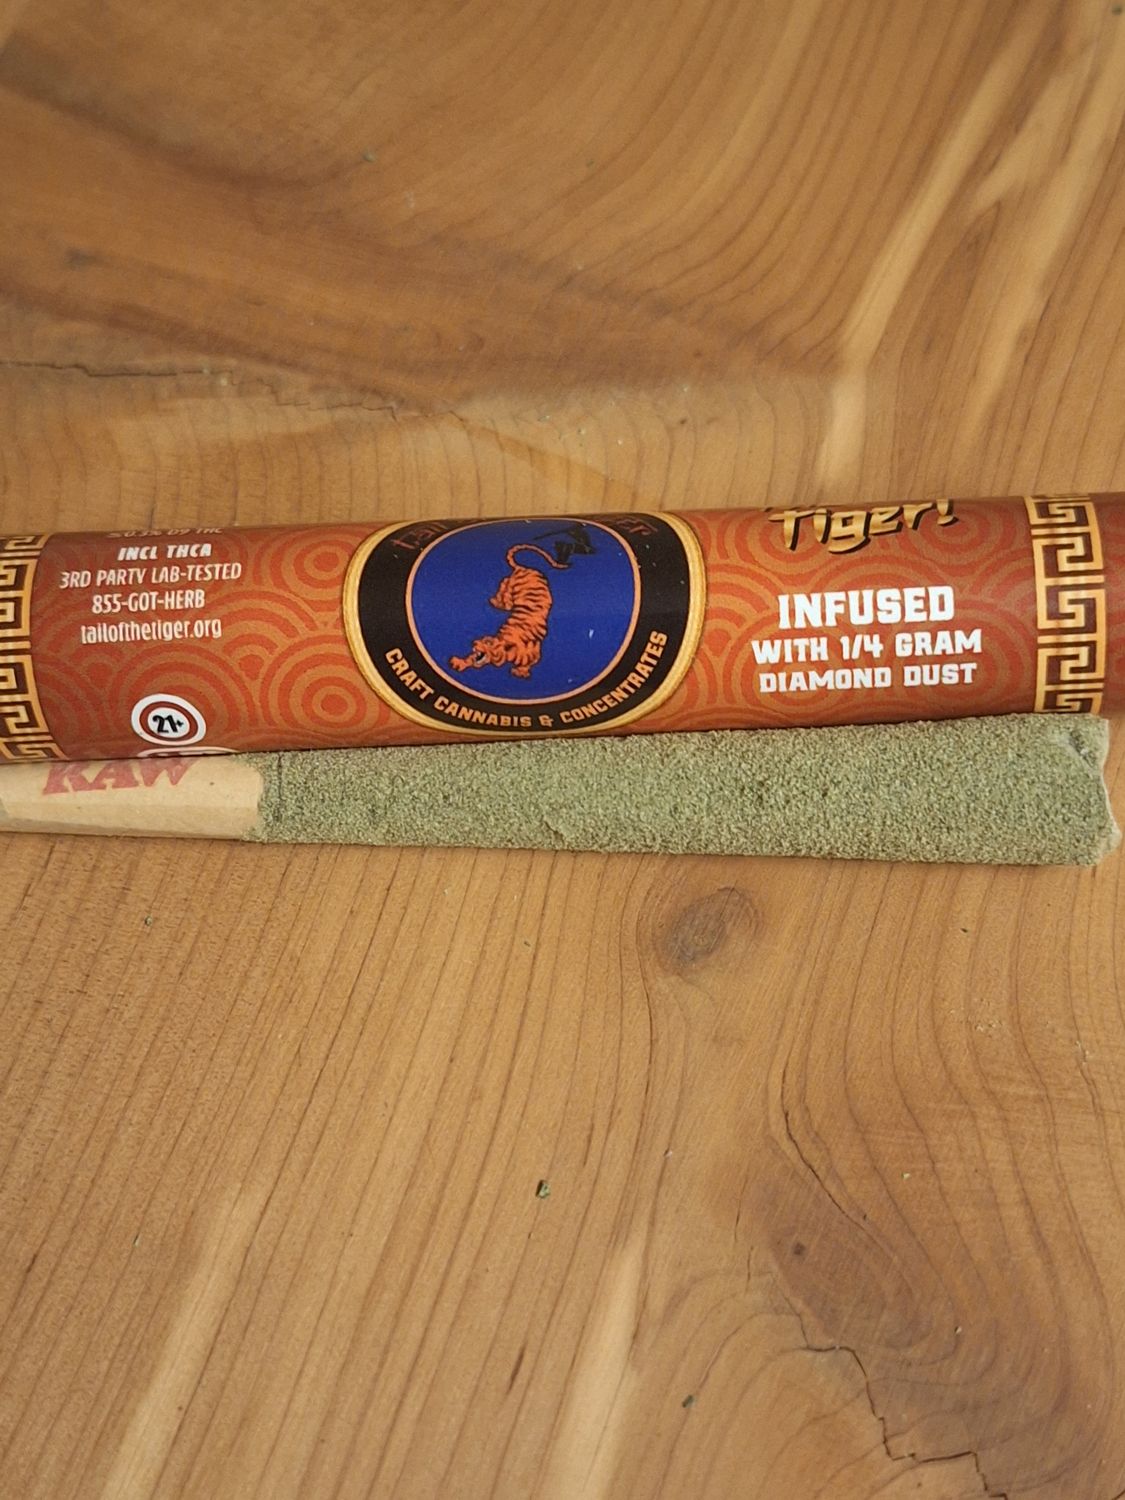 INCL THCA
3RD PARTY LAB-TESTED
855-GOT-HERB
tailofthetiger.org
21+
CRAFT CANNABIS & CONCENTRATES
Tiger!
INFUSED
WITH 1/4 GRAM
DIAMOND DUST
RAW